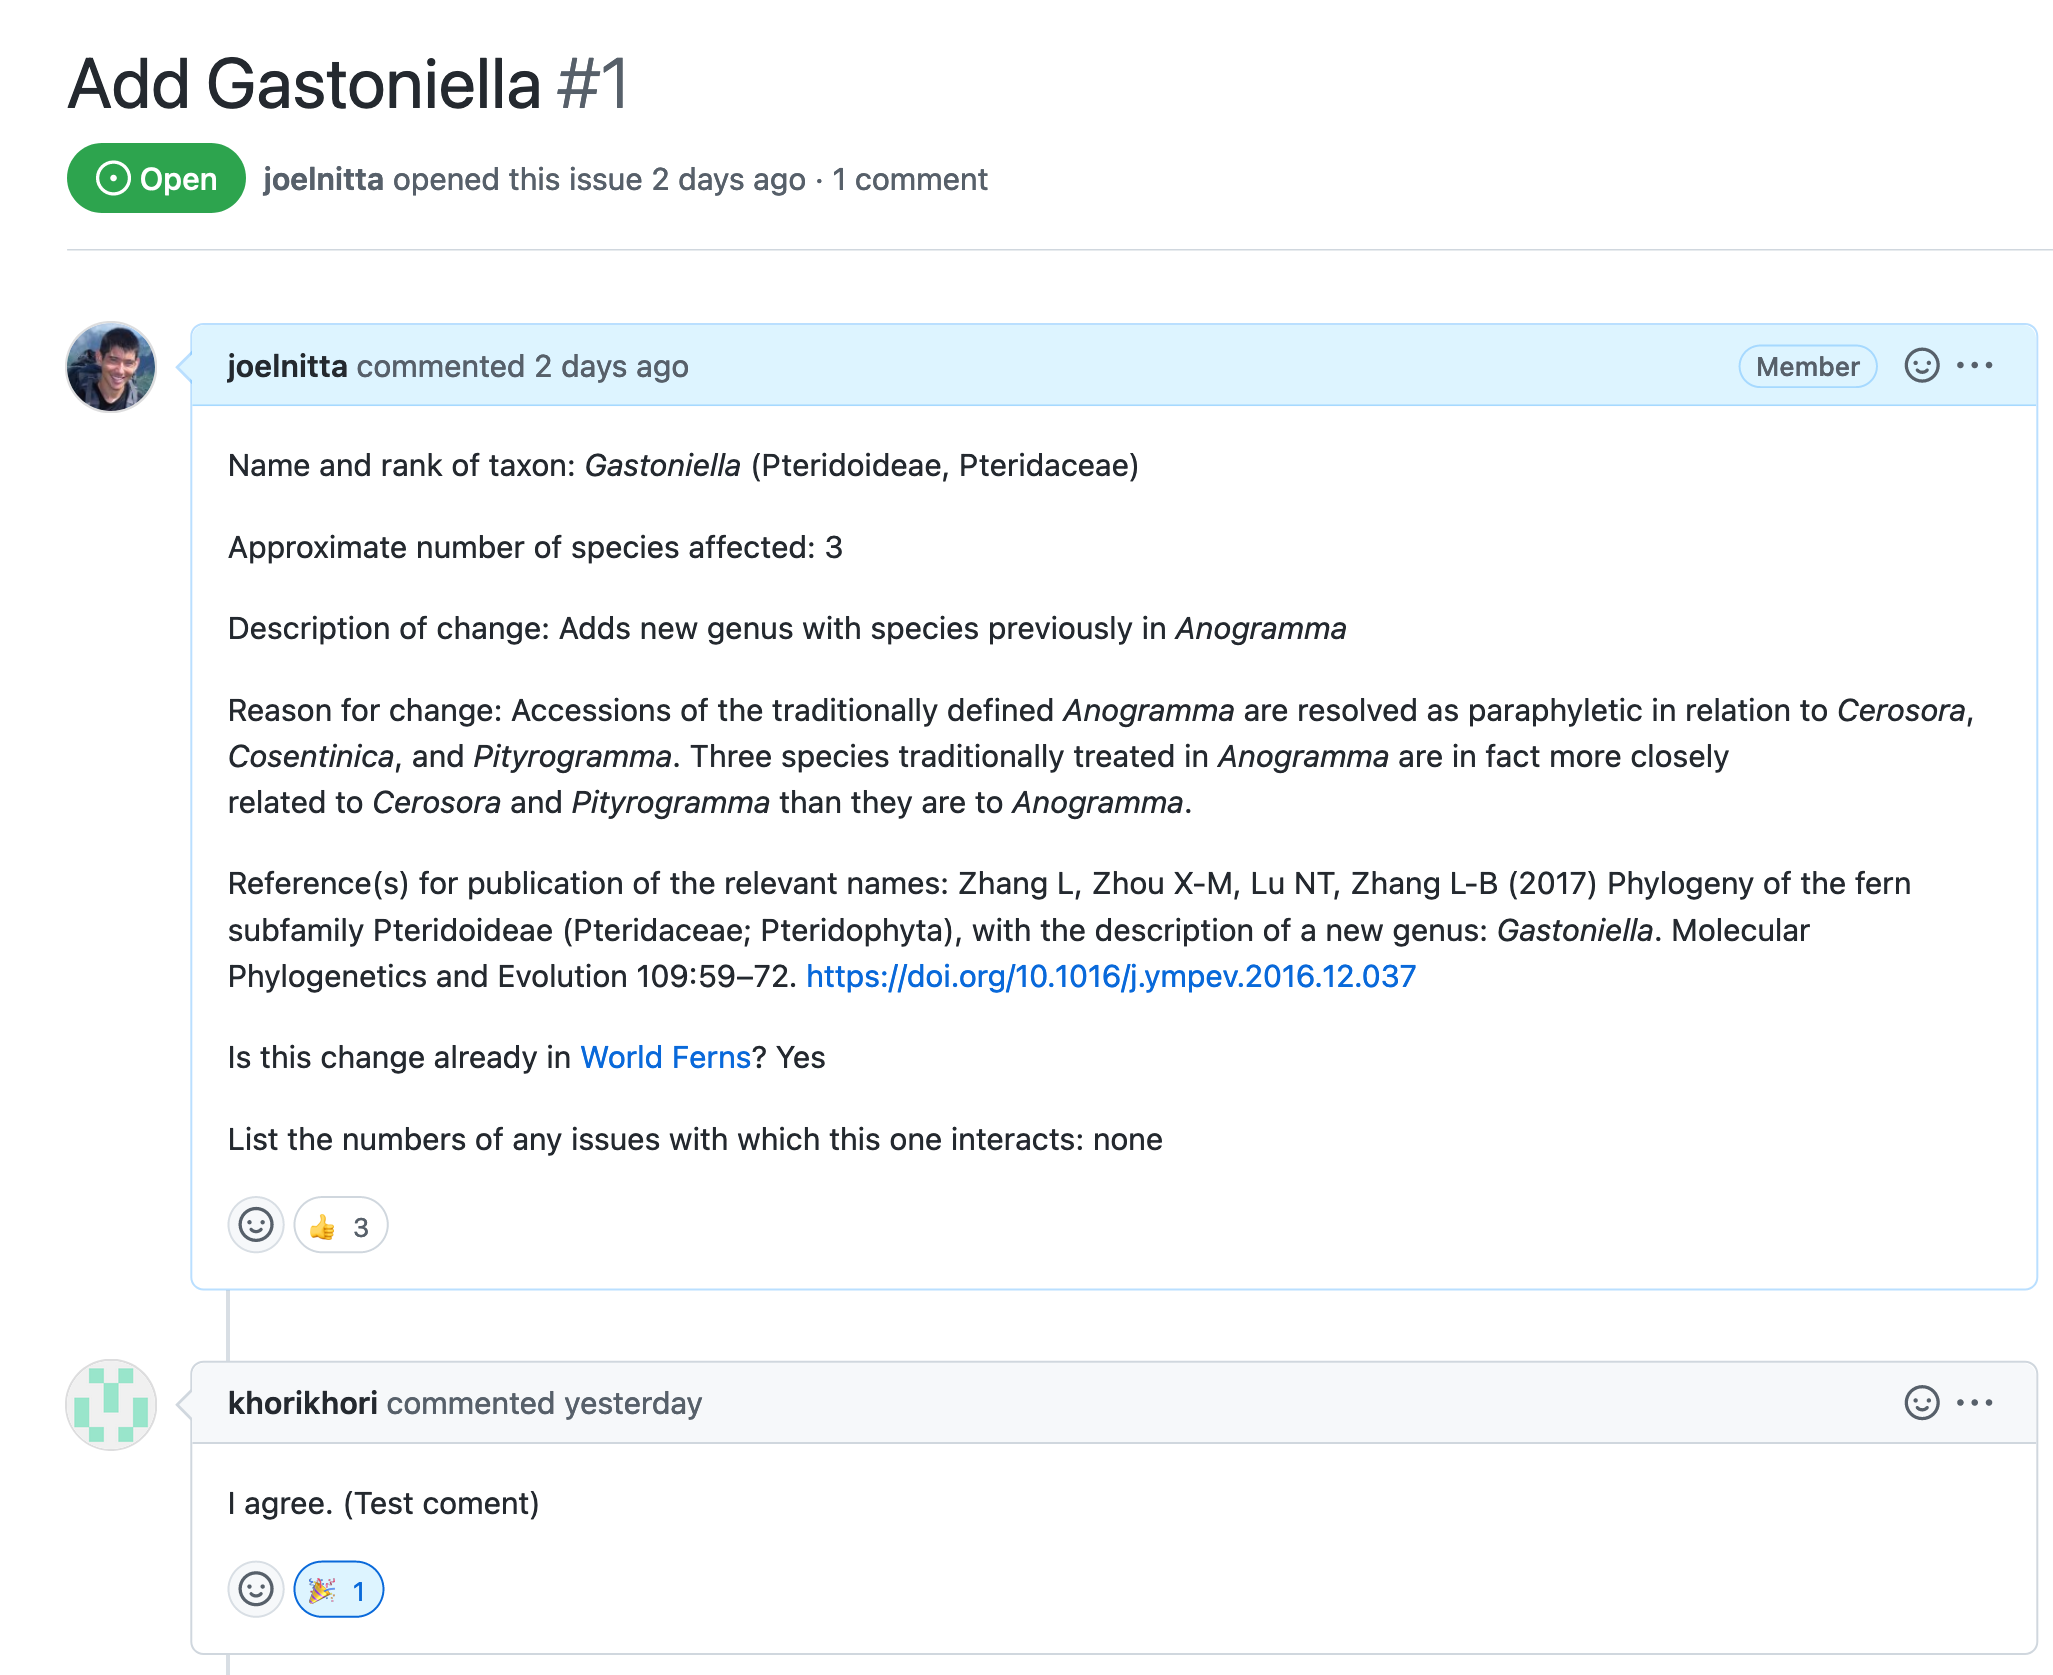 Add Gastoniella #1
Open joelnitta opened this issue 2 days ago · 1 comment
joelnitta commented 2 days ago Member
Name and rank of taxon: Gastoniella (Pteridoideae, Pteridaceae)
Approximate number of species affected: 3
Description of change: Adds new genus with species previously in Anogramma
Reason for change: Accessions of the traditionally defined Anogramma are resolved as paraphyletic in relation to Cerosora,
Cosentinica, and Pityrogramma. Three species traditionally treated in Anogramma are in fact more closely
related to Cerosora and Pityrogramma than they are to Anogramma.
Reference(s) for publication of the relevant names: Zhang L, Zhou X-M, Lu NT, Zhang L-B (2017) Phylogeny of the fern
subfamily Pteridoideae (Pteridaceae; Pteridophyta), with the description of a new genus: Gastoniella. Molecular
Phylogenetics and Evolution 109:59–72. https://doi.org/10.1016/j.ympev.2016.12.037
Is this change already in World Ferns? Yes
List the numbers of any issues with which this one interacts: none
👍 3
khorikhori commented yesterday
I agree. (Test coment)
🎉 1